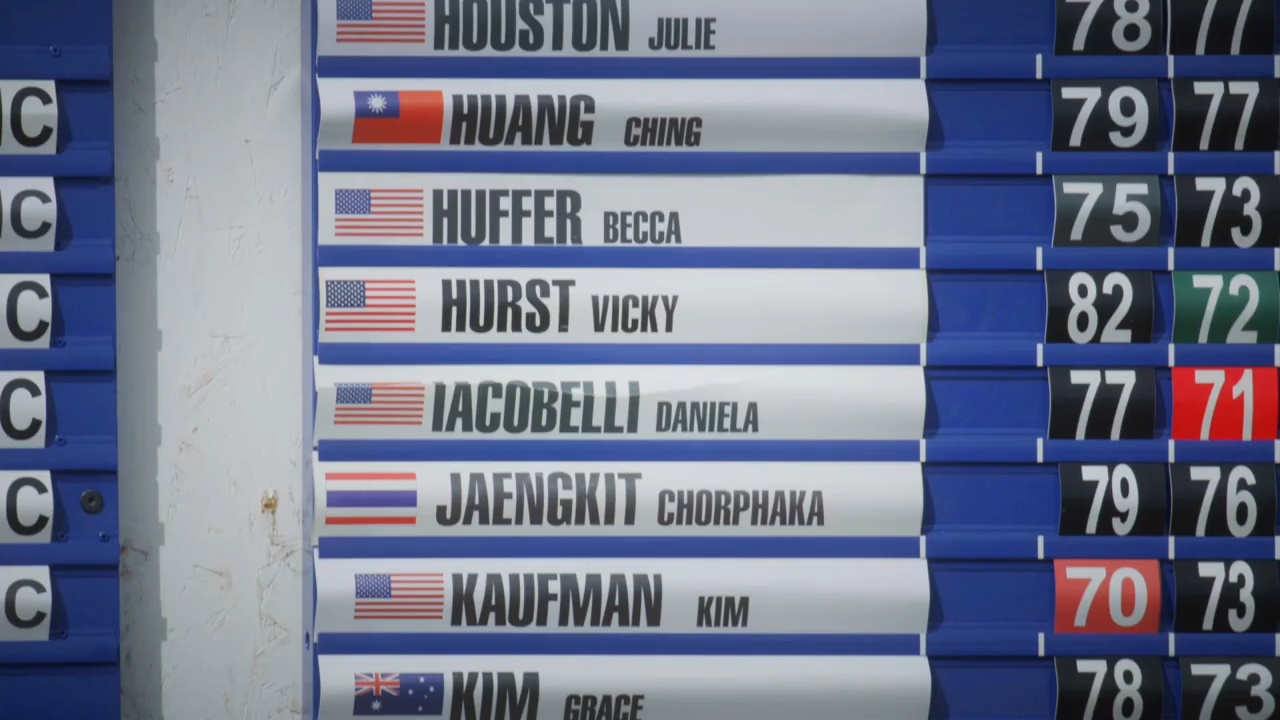 HOUSTON JULIE 78 77
C HUANG CHING 79 77
C HUFFER BECCA 75 73
C HURST VICKY 82 72
C IACOBELLI DANIELA 77 71
C JAENGKIT CHORPHAKA 79 76
C KAUFMAN KIM 70 73
KIM GRACE 78 73